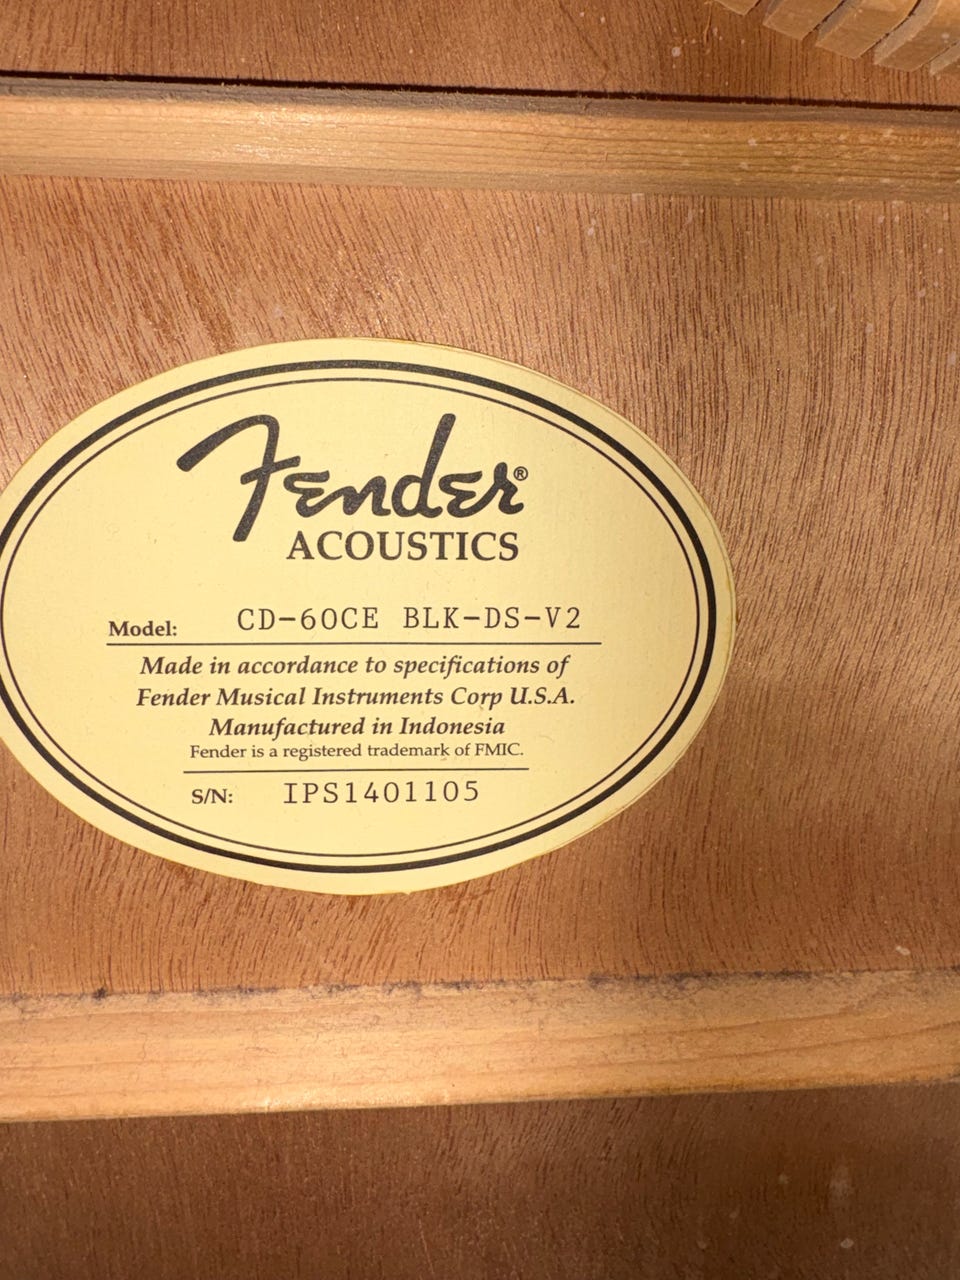 Fender®
ACOUSTICS
Model: CD-60CE BLK-DS-V2
Made in accordance to specifications of
Fender Musical Instruments Corp U.S.A.
Manufactured in Indonesia
Fender is a registered trademark of FMIC.
S/N: IPS1401105